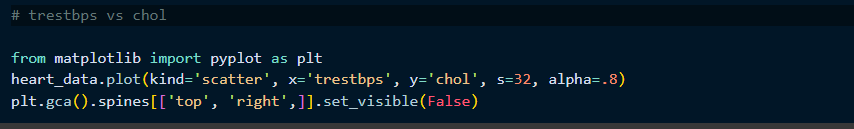 # trestbps vs chol
from matplotlib import pyplot as plt
heart_data.plot(kind='scatter', x='trestbps', y='chol', s=32, alpha=.8)
plt.gca().spines[['top', 'right',]].set_visible(False)